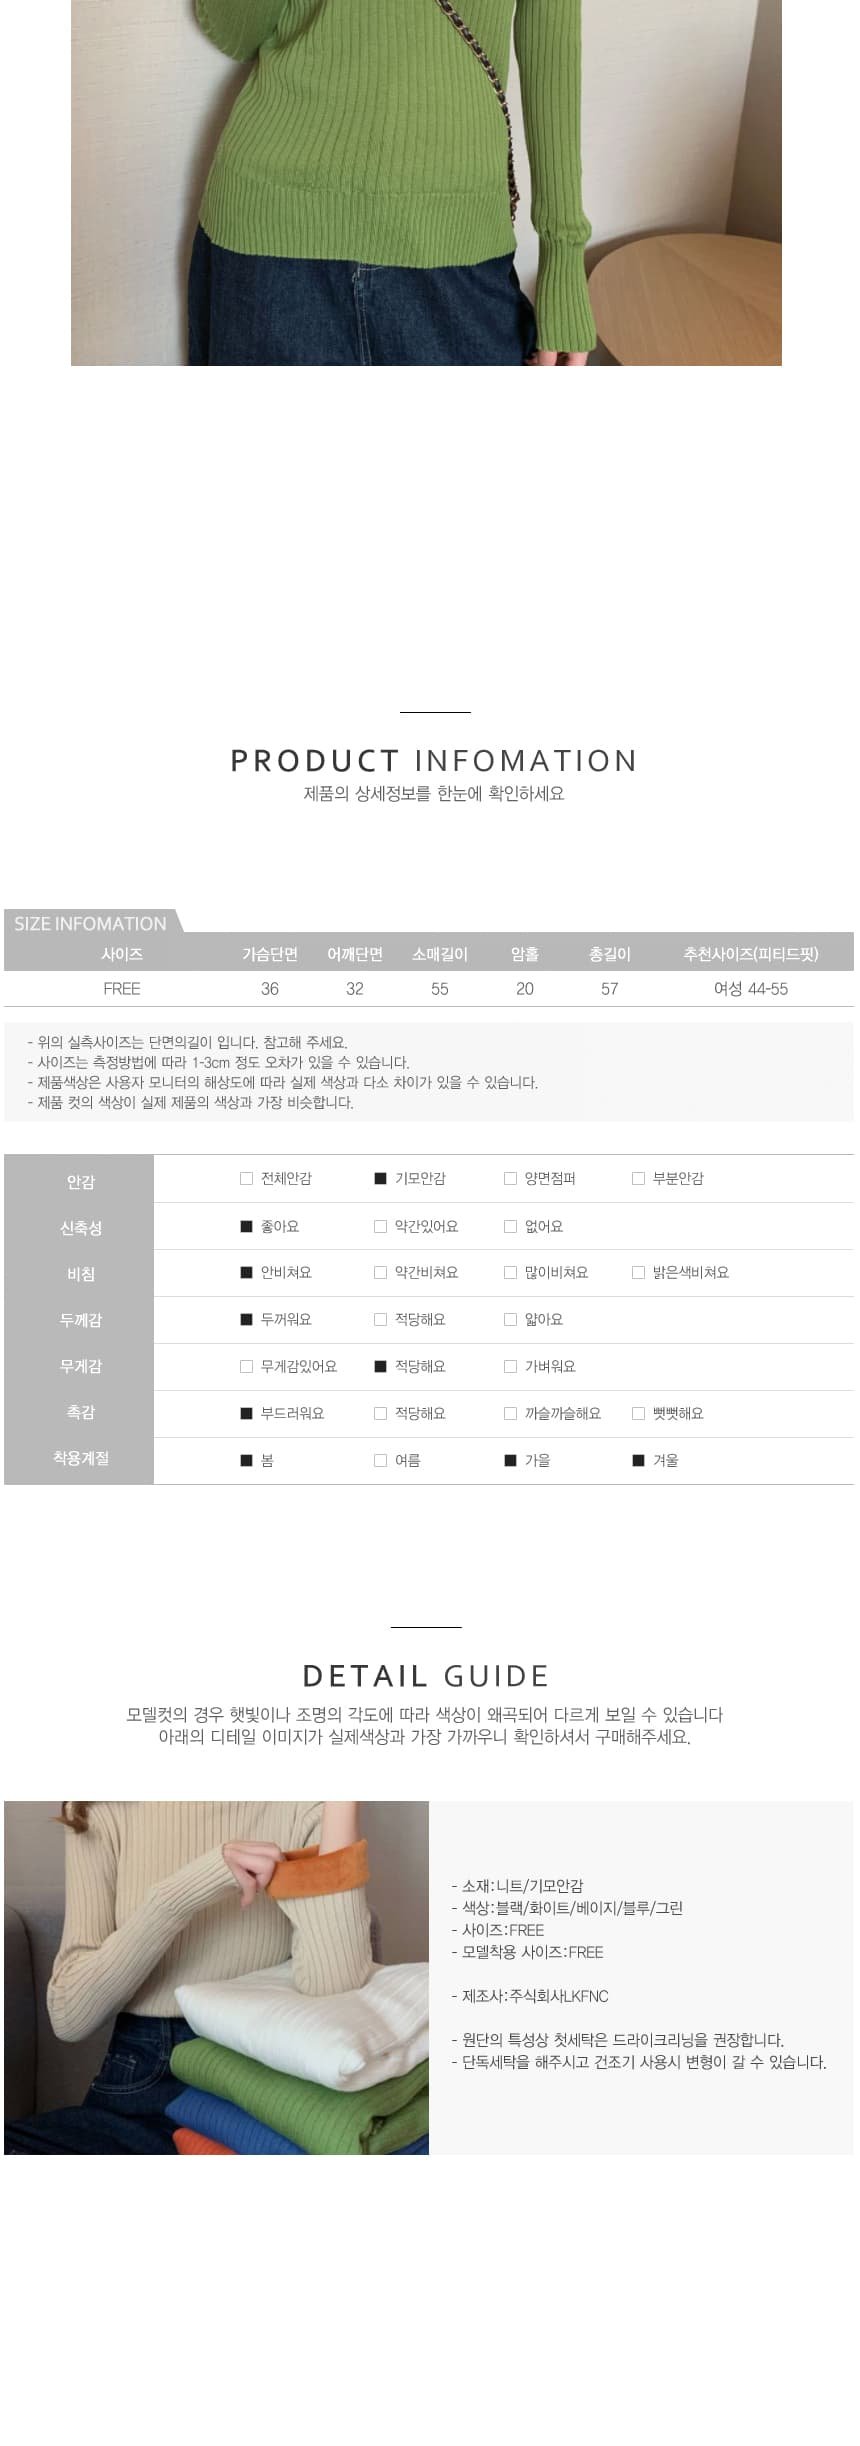 PRODUCT INFOMATION
제품의 상세정보를 한눈에 확인하세요
SIZE INFOMATION
사이즈 가슴단면 어깨단면 소매길이 암홀 총길이 추천사이즈(피티드핏)
FREE 36 32 55 20 57 여성 44-55
- 위의 실측사이즈는 단면의길이 입니다. 참고해 주세요.
- 사이즈는 측정방법에 따라 1-3cm 정도 오차가 있을 수 있습니다.
- 제품색상은 사용자 모니터의 해상도에 따라 실제 색상과 다소 차이가 있을 수 있습니다.
- 제품 컷의 색상이 실제 제품의 색상과 가장 비슷합니다.
안감 □ 전체안감 ■ 기모안감 □ 양면점퍼 □ 부분안감
신축성 ■ 좋아요 □ 약간있어요 □ 없어요
비침 ■ 안비쳐요 □ 약간비쳐요 □ 많이비쳐요 □ 밝은색비쳐요
두께감 ■ 두꺼워요 □ 적당해요 □ 얇아요
무게감 □ 무게감있어요 ■ 적당해요 □ 가벼워요
촉감 ■ 부드러워요 □ 적당해요 □ 까슬까슬해요 □ 뻣뻣해요
착용계절 ■ 봄 □ 여름 ■ 가을 ■ 겨울
DETAIL GUIDE
모델컷의 경우 햇빛이나 조명의 각도에 따라 색상이 왜곡되어 다르게 보일 수 있습니다
아래의 디테일 이미지가 실제색상과 가장 가까우니 확인하셔서 구매해주세요.
- 소재:니트/기모안감
- 색상:블랙/화이트/베이지/블루/그린
- 사이즈:FREE
- 모델착용 사이즈:FREE
- 제조사:주식회사LKFNC
- 원단의 특성상 첫세탁은 드라이크리닝을 권장합니다.
- 단독세탁을 해주시고 건조기 사용시 변형이 갈 수 있습니다.